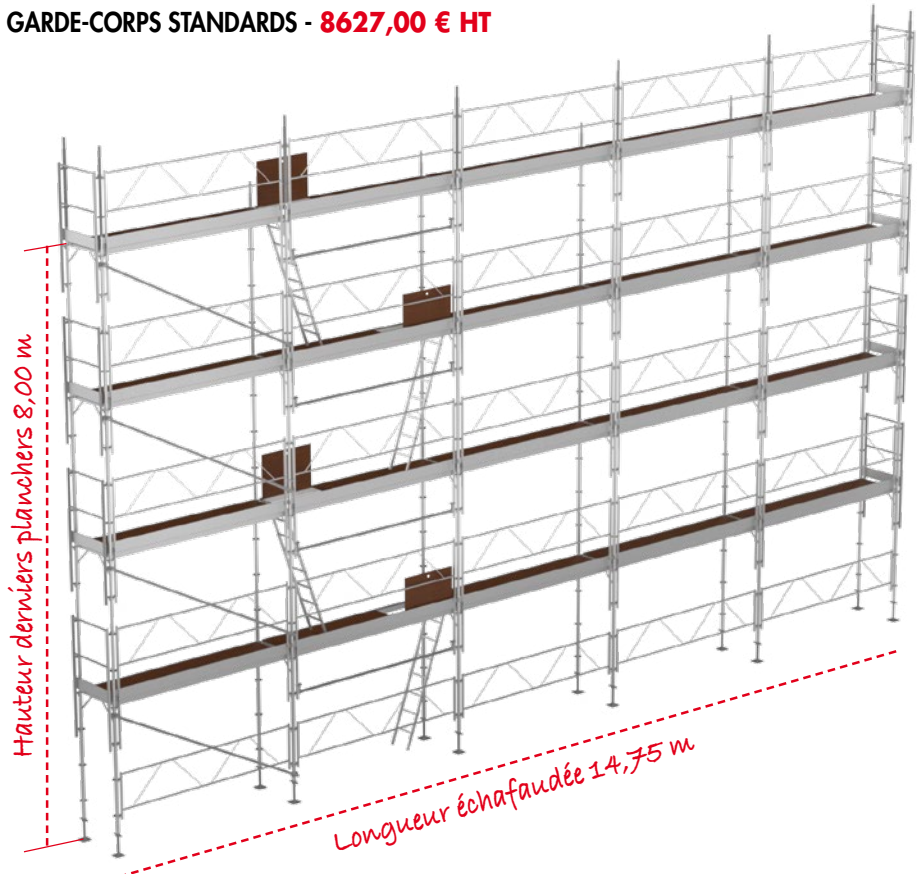 GARDE-CORPS STANDARDS - 8627,00 € HT
Hauteur derniers planchers 8,00 m
Longueur échafaudée 14,75 m